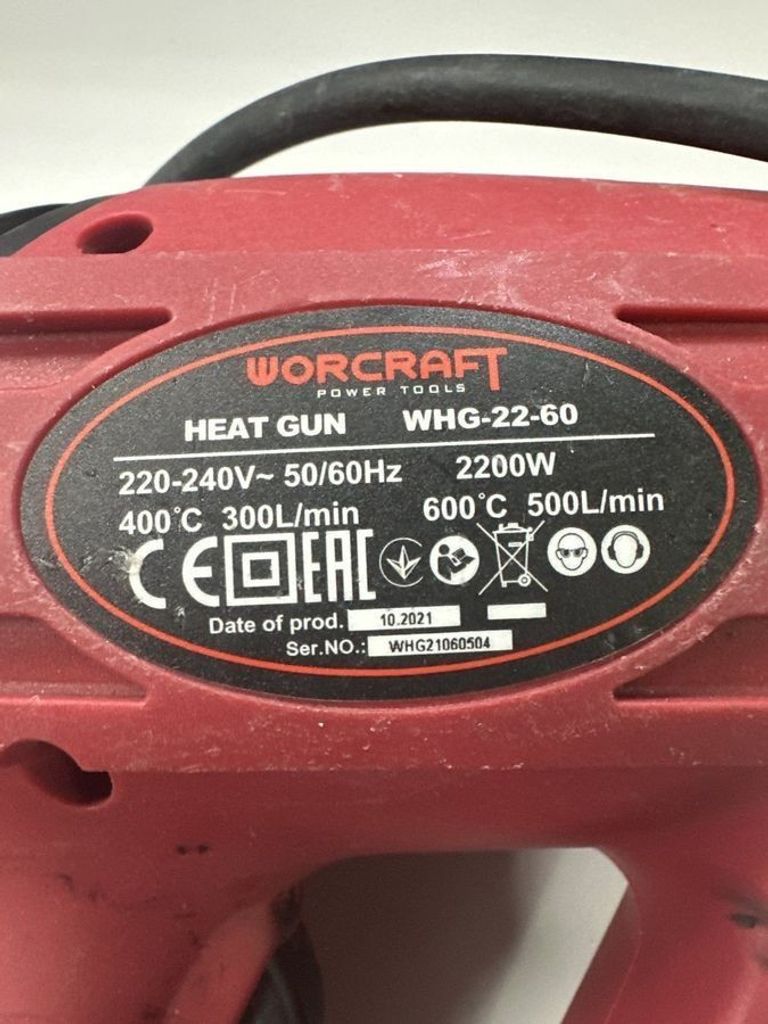 WORCRAFT
POWER TOOLS
HEAT GUN WHG-22-60
220-240V~ 50/60Hz 2200W
400°C 300L/min 600°C 500L/min
CE EAC
Date of prod. 10.2021
Ser.NO.: WHG21060504